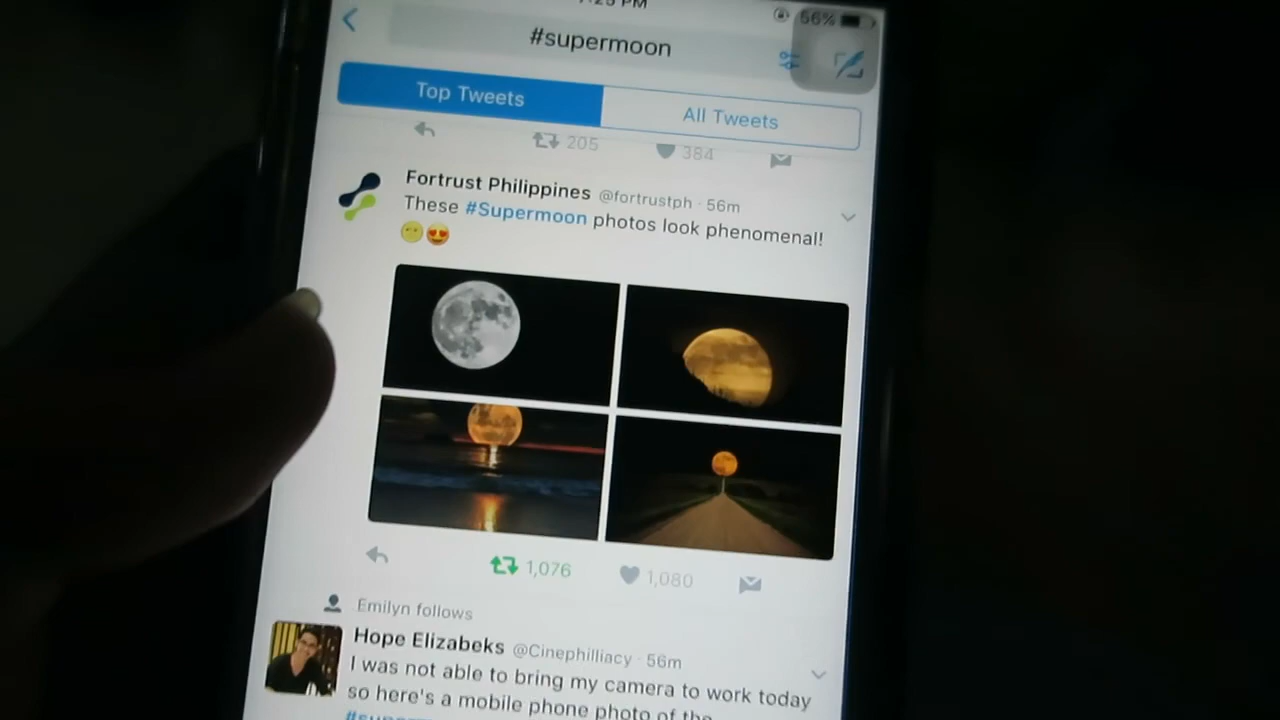 56%
#supermoon
Top Tweets
All Tweets
205
384
Fortrust Philippines @fortrustph · 56m
These #Supermoon photos look phenomenal!
1,076
1,080
Emilyn follows
Hope Elizabeks @Cinephilliacy · 56m
I was not able to bring my camera to work today
so here's a mobile phone photo of the